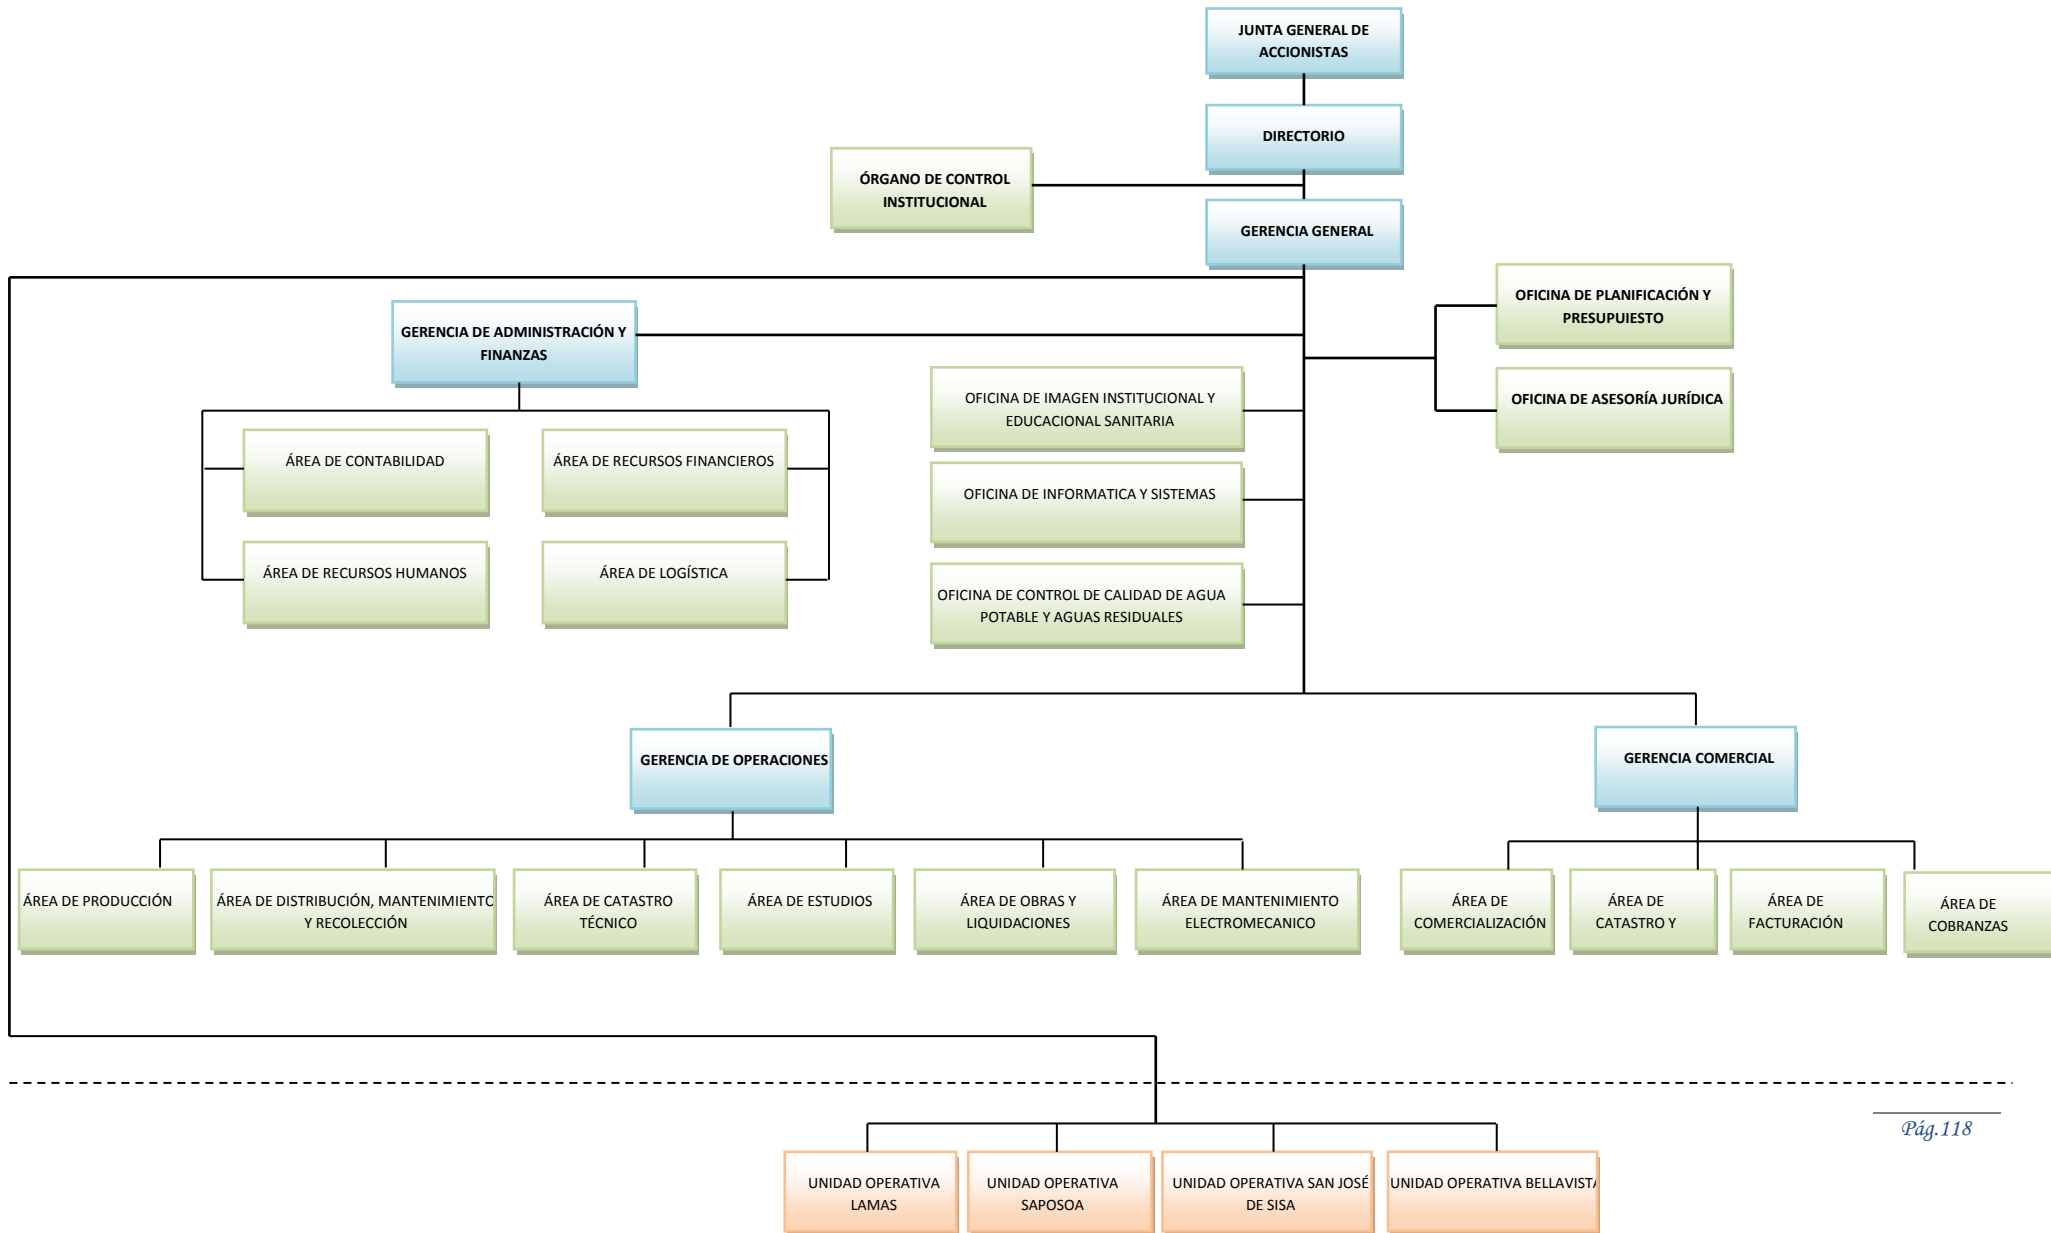 JUNTA GENERAL DE
ACCIONISTAS
DIRECTORIO
ÓRGANO DE CONTROL
INSTITUCIONAL
GERENCIA GENERAL
OFICINA DE PLANIFICACIÓN Y
PRESUPUIESTO
GERENCIA DE ADMINISTRACIÓN Y
FINANZAS
OFICINA DE IMAGEN INSTITUCIONAL Y
EDUCACIONAL SANITARIA
OFICINA DE ASESORÍA JURÍDICA
ÁREA DE CONTABILIDAD
ÁREA DE RECURSOS FINANCIEROS
OFICINA DE INFORMATICA Y SISTEMAS
ÁREA DE RECURSOS HUMANOS
ÁREA DE LOGÍSTICA
OFICINA DE CONTROL DE CALIDAD DE AGUA
POTABLE Y AGUAS RESIDUALES
GERENCIA DE OPERACIONES
GERENCIA COMERCIAL
ÁREA DE PRODUCCIÓN
ÁREA DE DISTRIBUCIÓN, MANTENIMIENTO
Y RECOLECCIÓN
ÁREA DE CATASTRO
TÉCNICO
ÁREA DE ESTUDIOS
ÁREA DE OBRAS Y
LIQUIDACIONES
ÁREA DE MANTENIMIENTO
ELECTROMECANICO
ÁREA DE
COMERCIALIZACIÓN
ÁREA DE
CATASTRO Y
ÁREA DE
FACTURACIÓN
ÁREA DE
COBRANZAS
Pág.118
UNIDAD OPERATIVA
LAMAS
UNIDAD OPERATIVA
SAPOSOA
UNIDAD OPERATIVA SAN JOSÉ
DE SISA
UNIDAD OPERATIVA BELLAVISTA